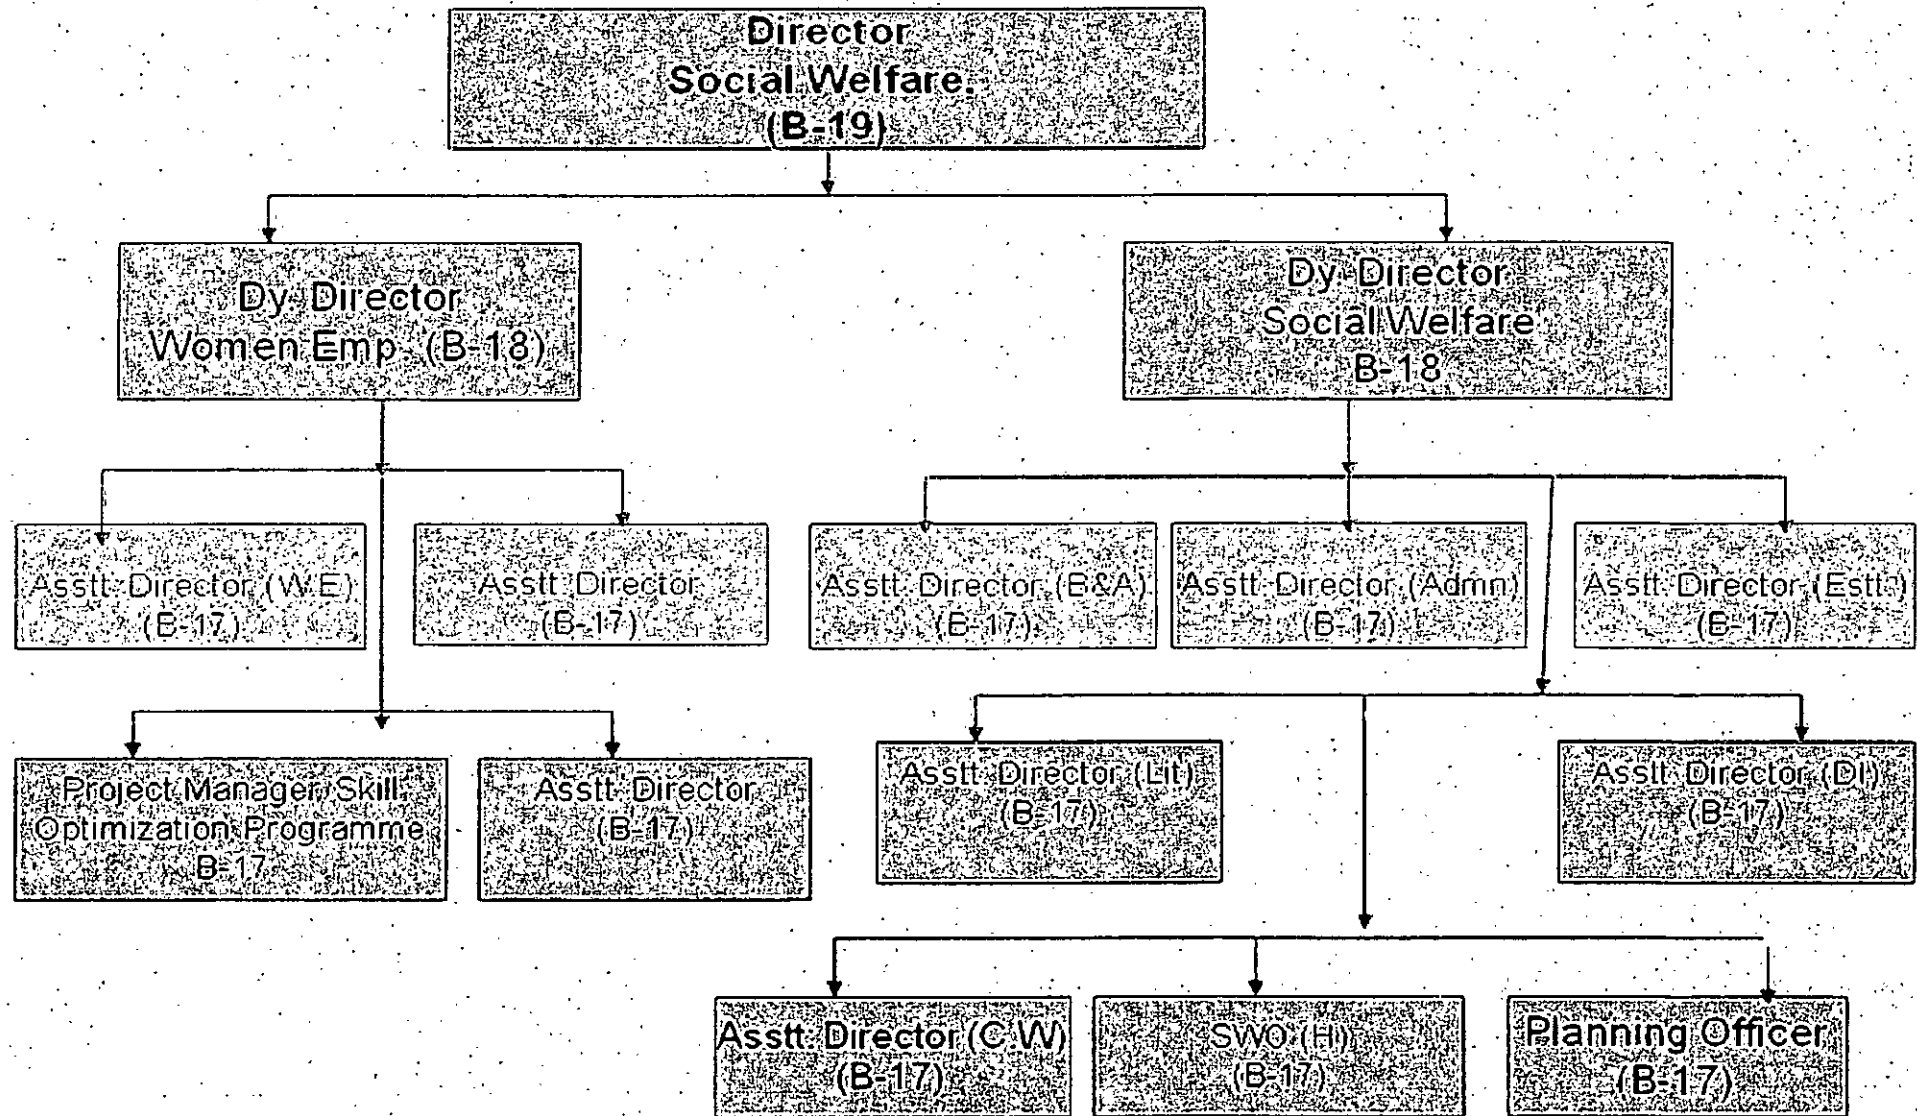 Director
Social Welfare.
(B-19)
Dy. Director
Women Emp. (B-18)
Dy. Director
Social Welfare
B-18
Asstt. Director (W.E)
(B-17)
Asstt. Director
(B-17)
Asstt. Director (B&A)
(B-17)
Asstt. Director (Admn)
(B-17)
Asstt. Director (Estt.)
(B-17)
Project Manager Skill
Optimization Programme
B-17
Asstt. Director
(B-17)
Asstt. Director (Lit)
(B-17)
Asstt. Director (DI)
(B-17)
Asstt. Director (C.W)
(B-17)
SWO (H)
(B-17)
Planning Officer
(B-17)